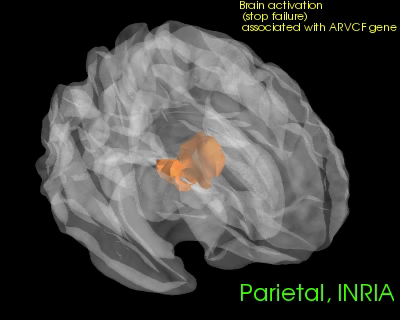 Brain activation
(stop failure)
associated with ARVCF gene
Parietal, INRIA